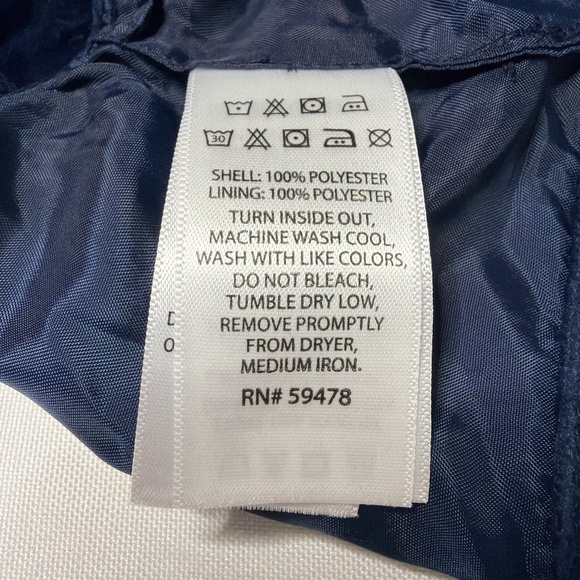 30
SHELL: 100% POLYESTER
LINING: 100% POLYESTER
TURN INSIDE OUT,
MACHINE WASH COOL,
WASH WITH LIKE COLORS,
DO NOT BLEACH,
TUMBLE DRY LOW,
REMOVE PROMPTLY
FROM DRYER,
MEDIUM IRON.
RN# 59478